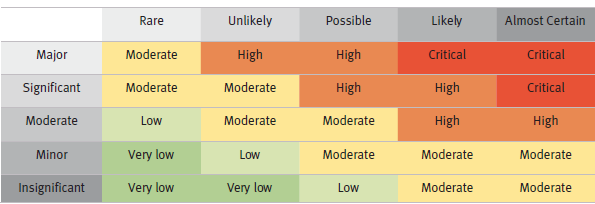 Rare Unlikely Possible Likely Almost Certain
Major Moderate High High Critical Critical
Significant Moderate Moderate High High Critical
Moderate Low Moderate Moderate High High
Minor Very low Low Moderate Moderate Moderate
Insignificant Very low Very low Low Moderate Moderate